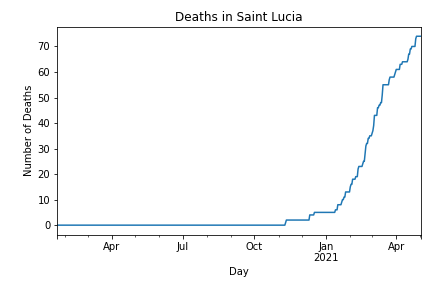 Deaths in Saint Lucia
Number of Deaths
70
60
50
40
30
20
10
0
Apr
Jul
Oct
Jan
2021
Apr
Day